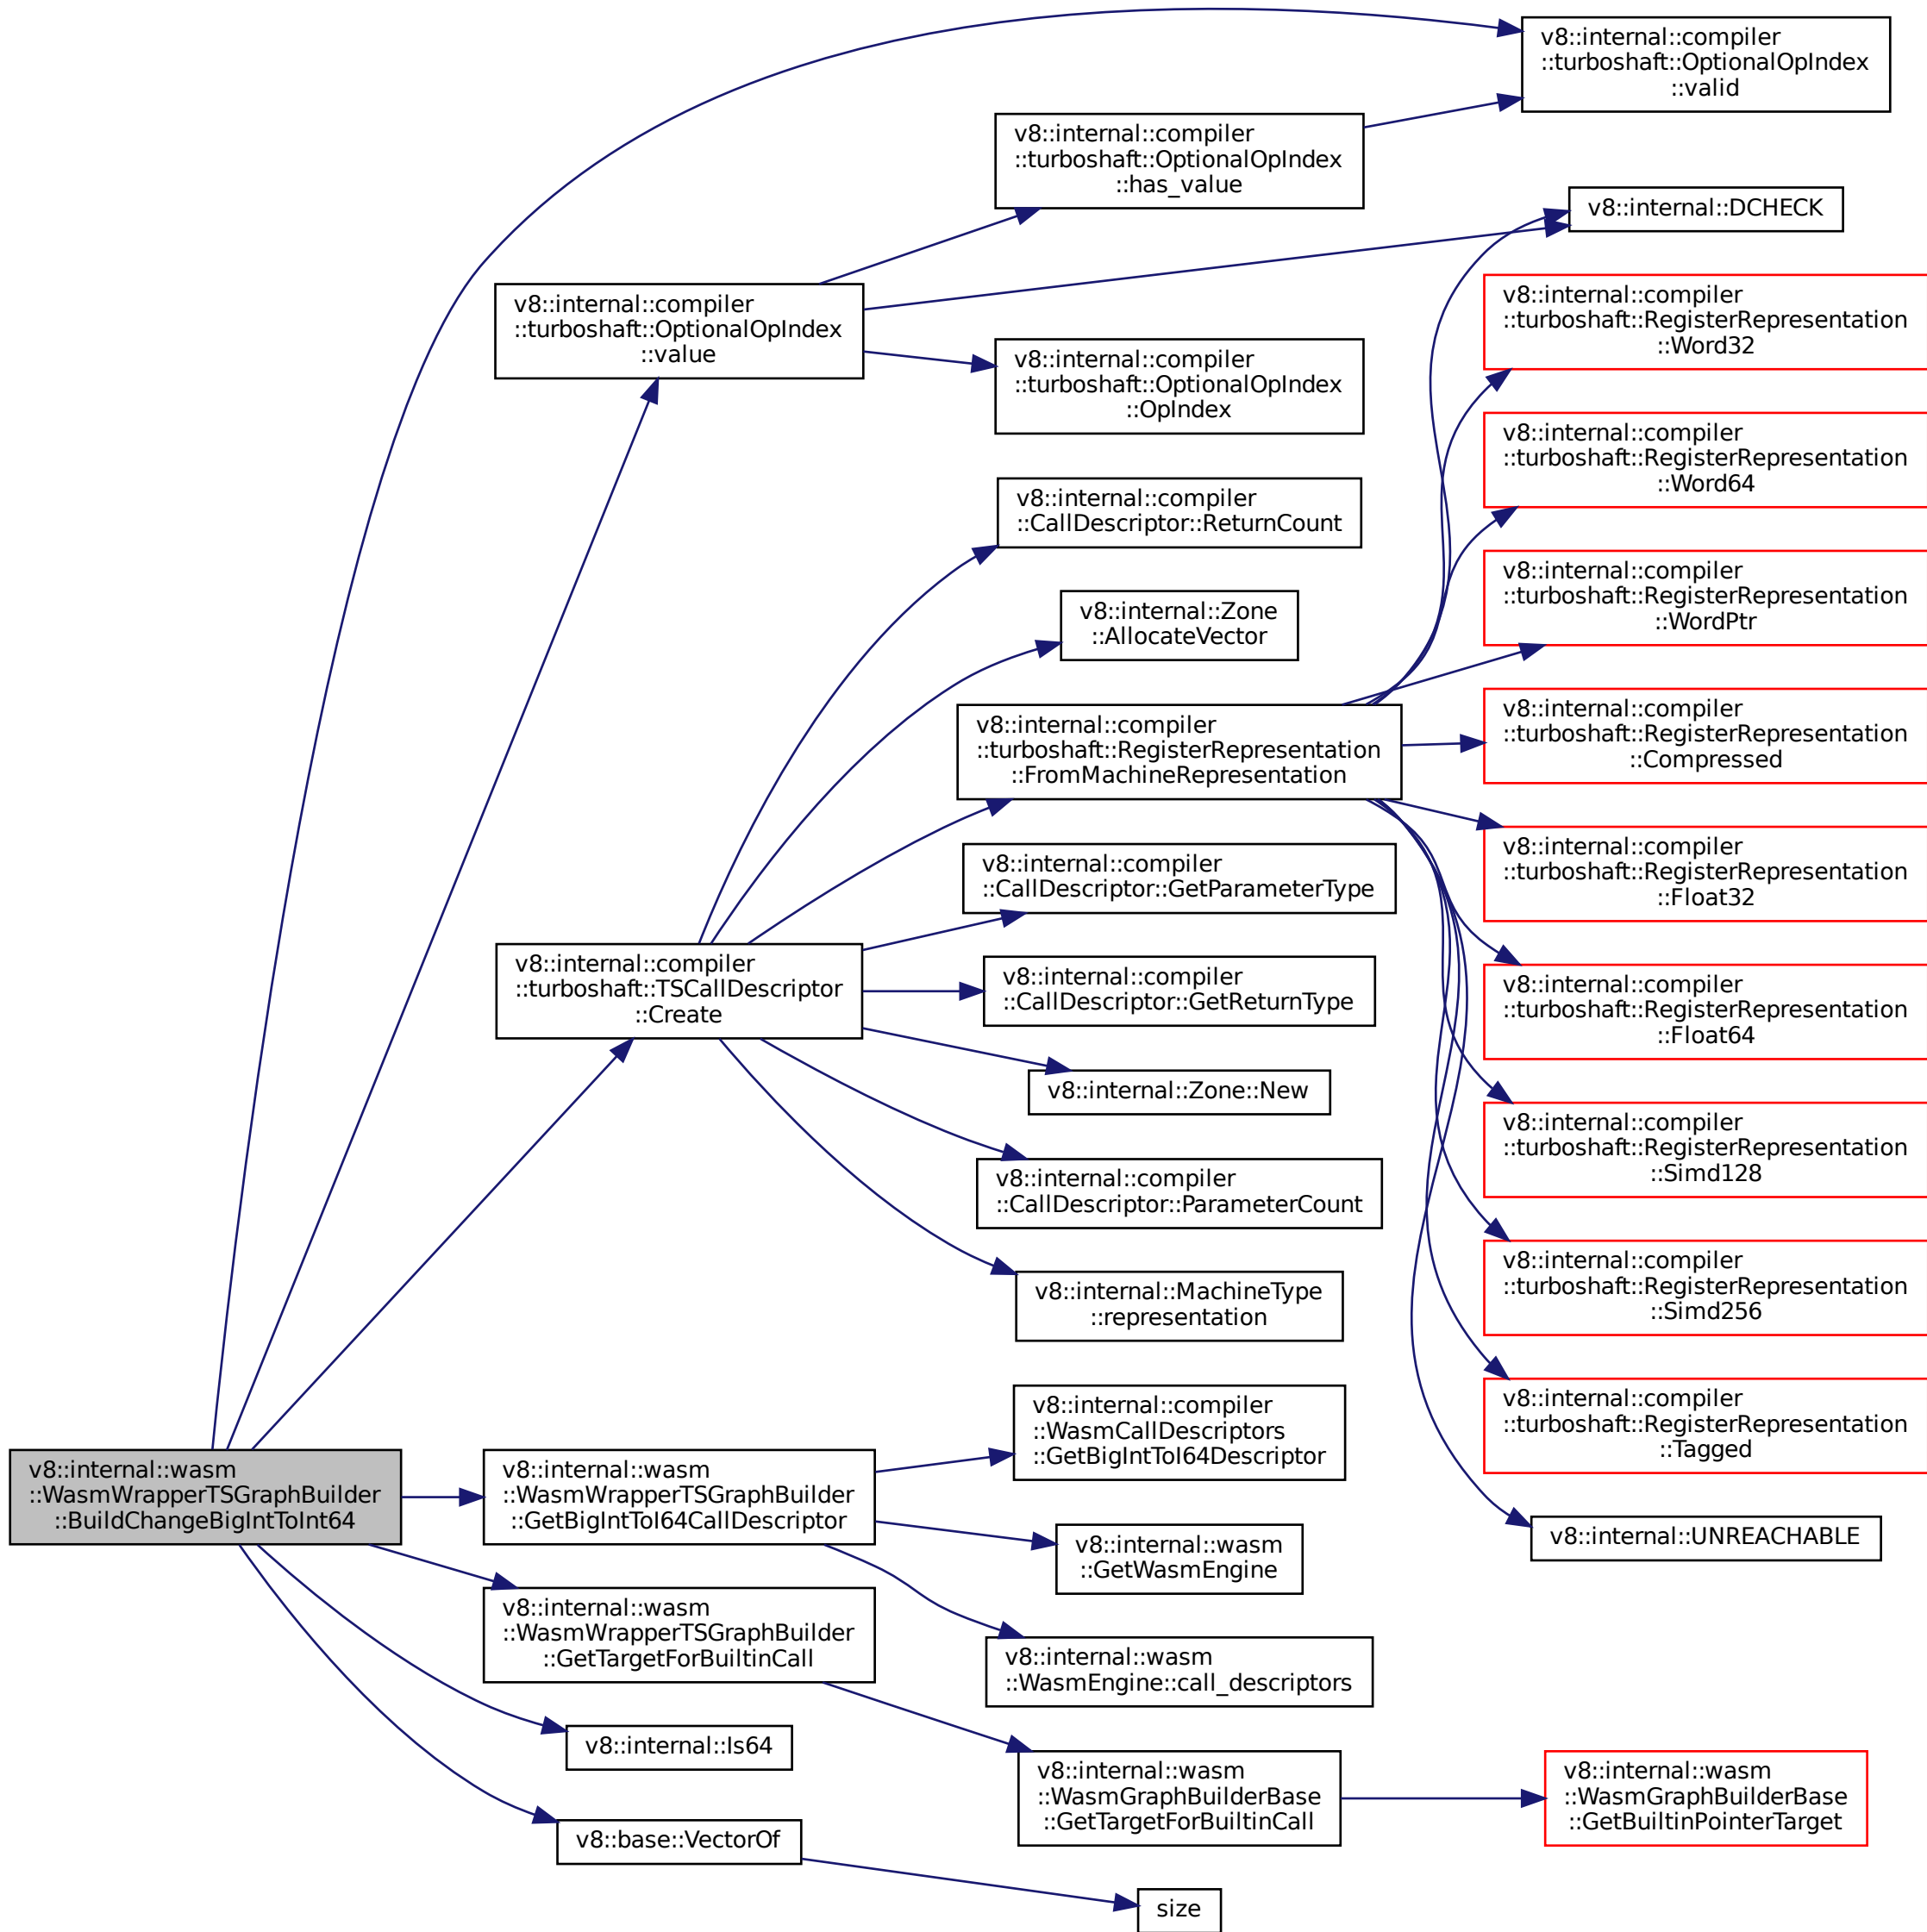 v8::internal::compiler
::turboshaft::OptionalOpIndex
::valid
v8::internal::compiler
::turboshaft::OptionalOpIndex
::has_value
v8::internal::DCHECK
v8::internal::compiler
::turboshaft::OptionalOpIndex
::value
v8::internal::compiler
::turboshaft::RegisterRepresentation
::Word32
v8::internal::compiler
::turboshaft::OptionalOpIndex
::OpIndex
v8::internal::compiler
::turboshaft::RegisterRepresentation
::Word64
v8::internal::compiler
::CallDescriptor::ReturnCount
v8::internal::compiler
::turboshaft::RegisterRepresentation
::WordPtr
v8::internal::Zone
::AllocateVector
v8::internal::compiler
::turboshaft::RegisterRepresentation
::Compressed
v8::internal::compiler
::turboshaft::RegisterRepresentation
::FromMachineRepresentation
v8::internal::compiler
::turboshaft::RegisterRepresentation
::Float32
v8::internal::compiler
::CallDescriptor::GetParameterType
v8::internal::compiler
::turboshaft::TSCallDescriptor
::Create
v8::internal::compiler
::CallDescriptor::GetReturnType
v8::internal::compiler
::turboshaft::RegisterRepresentation
::Float64
v8::internal::Zone::New
v8::internal::compiler
::turboshaft::RegisterRepresentation
::Simd128
v8::internal::compiler
::CallDescriptor::ParameterCount
v8::internal::compiler
::turboshaft::RegisterRepresentation
::Simd256
v8::internal::MachineType
::representation
v8::internal::compiler
::turboshaft::RegisterRepresentation
::Tagged
v8::internal::compiler
::WasmCallDescriptors
::GetBigIntToI64Descriptor
v8::internal::wasm
::WasmWrapperTSGraphBuilder
::BuildChangeBigIntToInt64
v8::internal::wasm
::WasmWrapperTSGraphBuilder
::GetBigIntToI64CallDescriptor
v8::internal::UNREACHABLE
v8::internal::wasm
::GetWasmEngine
v8::internal::wasm
::WasmWrapperTSGraphBuilder
::GetTargetForBuiltinCall
v8::internal::wasm
::WasmEngine::call_descriptors
v8::internal::Is64
v8::internal::wasm
::WasmGraphBuilderBase
::GetTargetForBuiltinCall
v8::internal::wasm
::WasmGraphBuilderBase
::GetBuiltinPointerTarget
v8::base::VectorOf
size